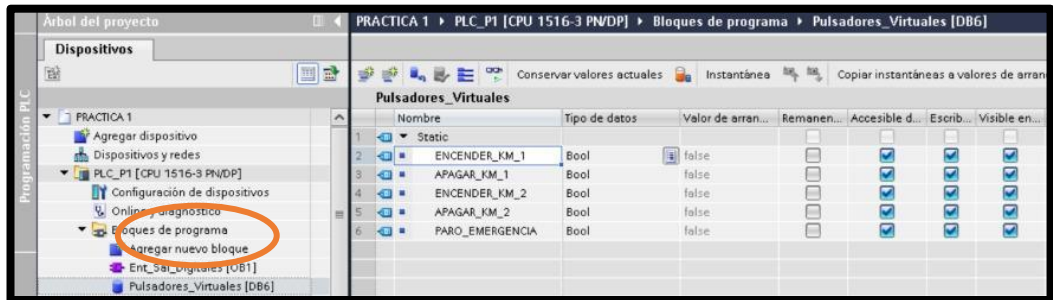 Árbol del proyecto
PRACTICA 1 ▸ PLC_P1 [CPU 1516-3 PN/DP] ▸ Bloques de programa ▸ Pulsadores_Virtuales [DB6]
Dispositivos
Programación PLC
Conservar valores actuales Instantánea Copiar instantáneas a valores de arran
PRACTICA 1
Agregar dispositivo
Dispositivos y redes
PLC_P1 [CPU 1516-3 PN/DP]
Configuración de dispositivos
Online y diagnóstico
Bloques de programa
Agregar nuevo bloque
Ent_Sal_Digitales [OB1]
Pulsadores_Virtuales [DB6]
Pulsadores_Virtuales
Nombre Tipo de datos Valor de arran... Remanen... Accesible d... Escrib... Visible en...
1 Static
2 ENCENDER_KM_1 Bool false
3 APAGAR_KM_1 Bool false
4 ENCENDER_KM_2 Bool false
5 APAGAR_KM_2 Bool false
6 PARO_EMERGENCIA Bool false